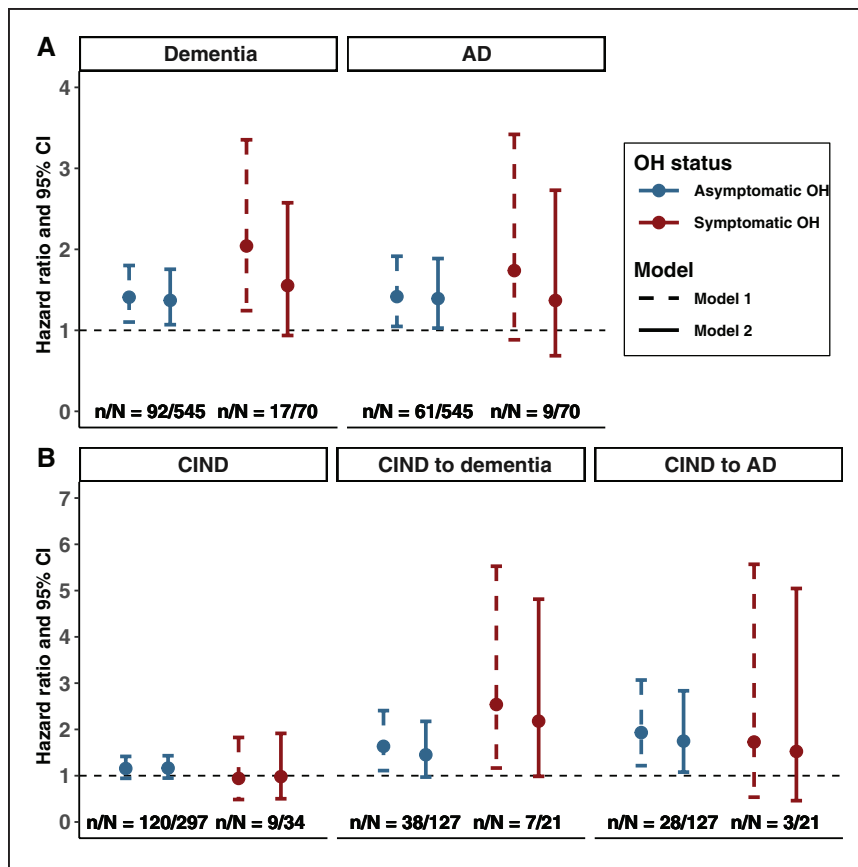 A
Dementia
AD
Hazard ratio and 95% CI
4
3
2
1
0
n/N = 92/545 n/N = 17/70
n/N = 61/545 n/N = 9/70
OH status
Asymptomatic OH
Symptomatic OH
Model
Model 1
Model 2
B
CIND
CIND to dementia
CIND to AD
Hazard ratio and 95% CI
7
6
5
4
3
2
1
0
n/N = 120/297 n/N = 9/34
n/N = 38/127 n/N = 7/21
n/N = 28/127 n/N = 3/21